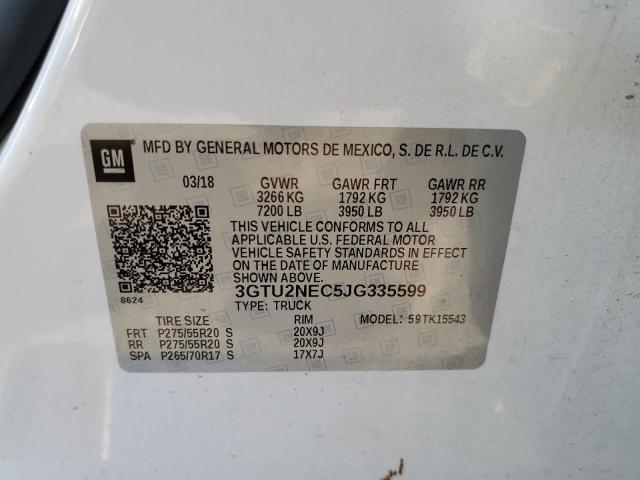 GM MFD BY GENERAL MOTORS DE MEXICO, S. DE R.L. DE C.V.
03/18 GVWR GAWR FRT GAWR RR
3266 KG 1792 KG 1792 KG
7200 LB 3950 LB 3950 LB
THIS VEHICLE CONFORMS TO ALL
APPLICABLE U.S. FEDERAL MOTOR
VEHICLE SAFETY STANDARDS IN EFFECT ON
THE DATE OF MANUFACTURE
SHOWN ABOVE.
8624 3GTU2NEC5JG335599
TYPE: TRUCK
TIRE SIZE RIM MODEL: 59TK15543
FRT P275/55R20 S 20X9J
RR P275/55R20 S 20X9J
SPA P265/70R17 S 17X7J